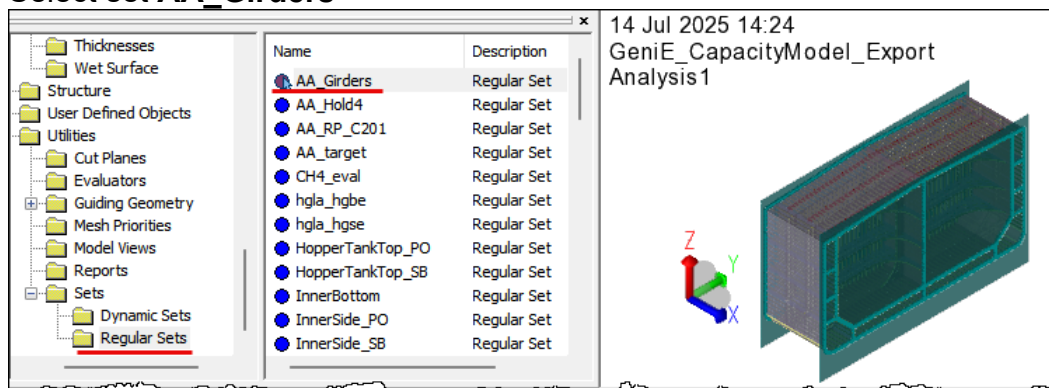 Select set AA_Girders
Thicknesses
Wet Surface
Structure
User Defined Objects
Utilities
Cut Planes
Evaluators
Guiding Geometry
Mesh Priorities
Model Views
Reports
Sets
Dynamic Sets
Regular Sets
x
Name Description
AA_Girders Regular Set
AA_Hold4 Regular Set
AA_RP_C201 Regular Set
AA_target Regular Set
CH4_eval Regular Set
hgla_hgbe Regular Set
hgla_hgse Regular Set
HopperTankTop_PO Regular Set
HopperTankTop_SB Regular Set
InnerBottom Regular Set
InnerSide_PO Regular Set
InnerSide_SB Regular Set
14 Jul 2025 14:24
GeniE_CapacityModel_Export
Analysis1
Z
Y
X